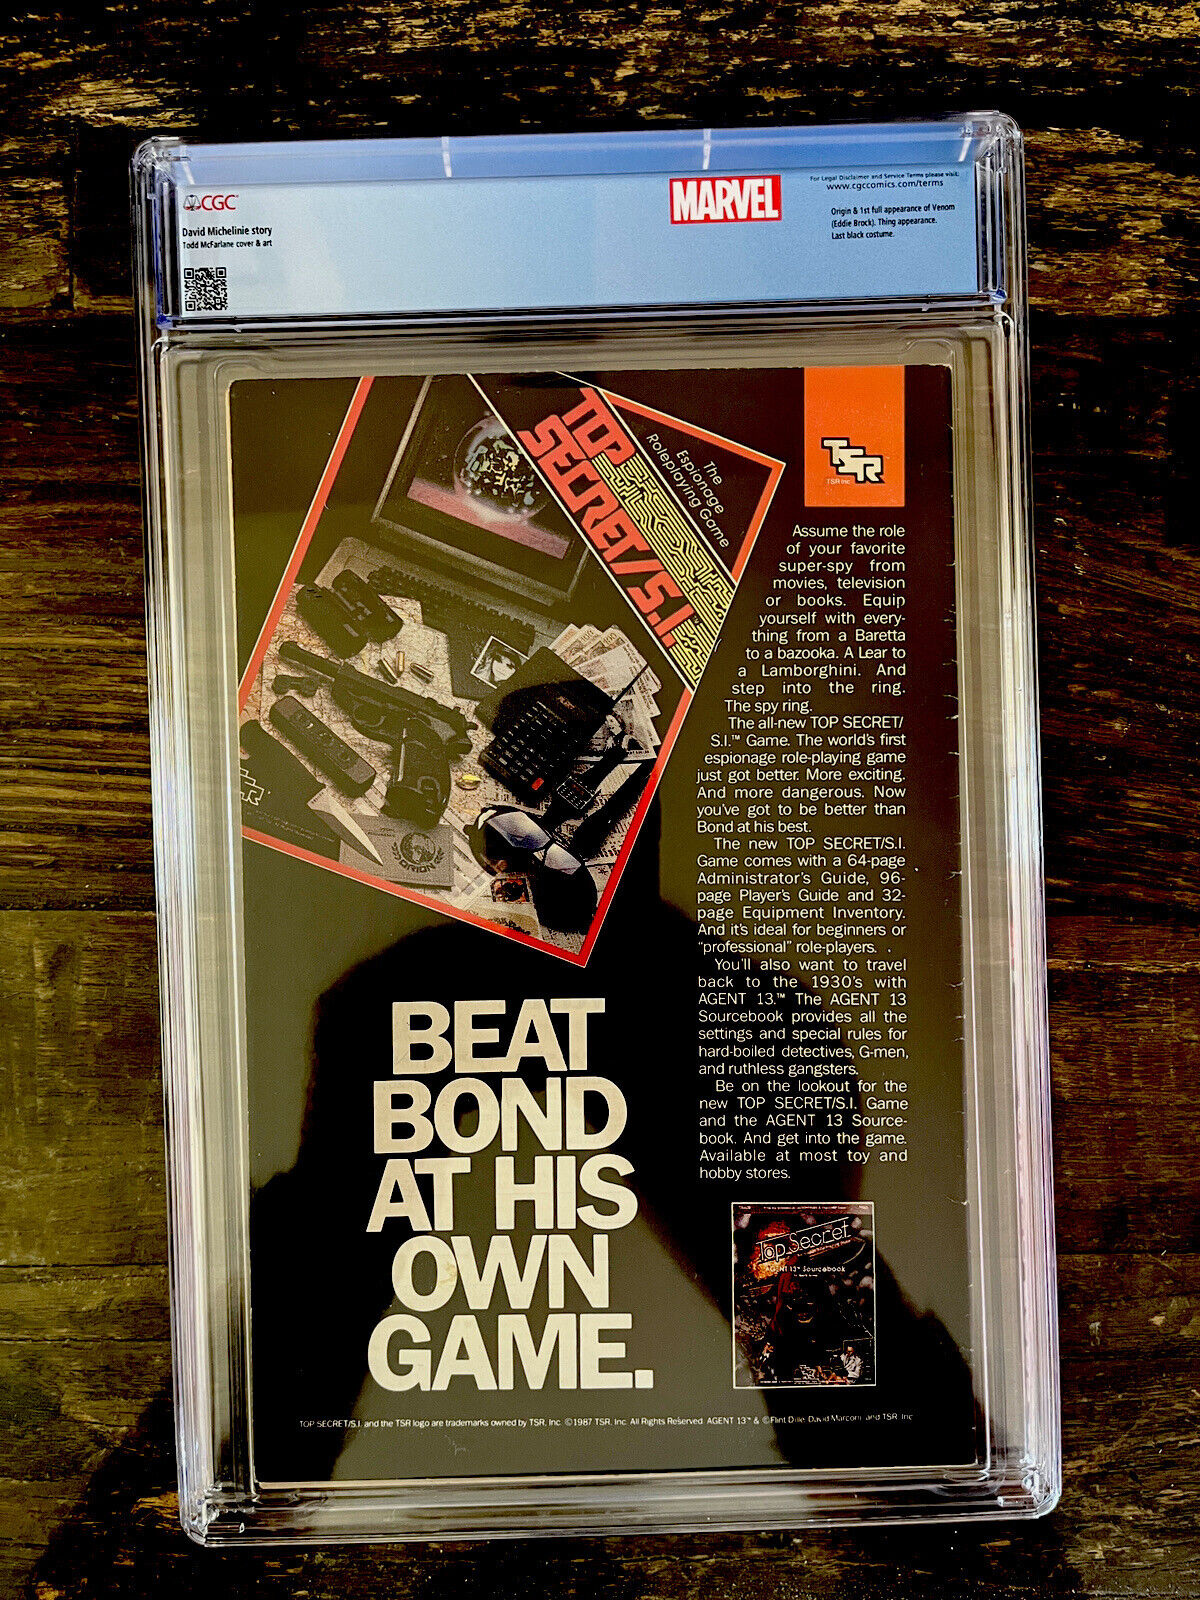 CGC
David Michelinie story
Todd McFarlane cover & art
MARVEL
For Legal Disclaimer and Service Terms please visit:
www.cgccomics.com/terms
Origin & 1st full appearance of Venom
(Eddie Brock). Thing appearance.
Last black costume.
TOP
SECRET/S.I.™
The
Espionage
Roleplaying Game
TSR
TSR Inc
ORION
Assume the role
of your favorite
super-spy from
movies, television
or books. Equip
yourself with every-
thing from a Baretta
to a bazooka. A Lear to
a Lamborghini. And
step into the ring.
The spy ring.
The all-new TOP SECRET/
S.I.™ Game. The world's first
espionage role-playing game
just got better. More exciting.
And more dangerous. Now
you've got to be better than
Bond at his best.
The new TOP SECRET/S.I.
Game comes with a 64-page
Administrator's Guide, 96-
page Player's Guide and 32-
page Equipment Inventory.
And it's ideal for beginners or
"professional" role-players.
You'll also want to travel
back to the 1930's with
AGENT 13.™ The AGENT 13
Sourcebook provides all the
settings and special rules for
hard-boiled detectives, G-men,
and ruthless gangsters.
Be on the lookout for the
new TOP SECRET/S.I. Game
and the AGENT 13 Source-
book. And get into the game.
Available at most toy and
hobby stores.
BEAT
BOND
AT HIS
OWN
GAME.
Top Secret
AGENT 13™ Sourcebook
TOP SECRET/S.I. and the TSR logo are trademarks owned by TSR, Inc. ©1987 TSR, Inc. All Rights Reserved. AGENT 13™ & ©Flint Dille, David Marconi, and TSR, Inc.